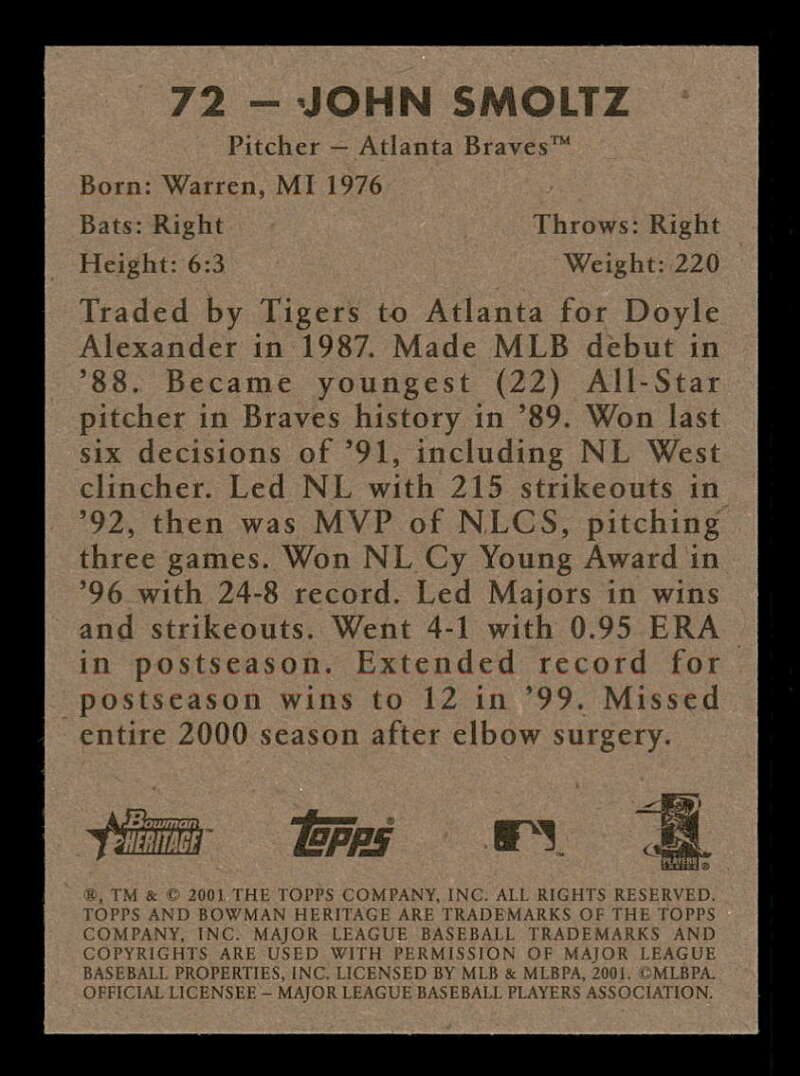 72 – JOHN SMOLTZ
Pitcher – Atlanta Braves™
Born: Warren, MI 1976
Bats: Right Throws: Right
Height: 6:3 Weight: 220
Traded by Tigers to Atlanta for Doyle
Alexander in 1987. Made MLB debut in
’88. Became youngest (22) All-Star
pitcher in Braves history in ’89. Won last
six decisions of ’91, including NL West
clincher. Led NL with 215 strikeouts in
’92, then was MVP of NLCS, pitching
three games. Won NL Cy Young Award in
’96 with 24-8 record. Led Majors in wins
and strikeouts. Went 4-1 with 0.95 ERA
in postseason. Extended record for
postseason wins to 12 in ’99. Missed
entire 2000 season after elbow surgery.
Bowman
HERITAGE
Topps
PLAYERS
®, TM & © 2001 THE TOPPS COMPANY, INC. ALL RIGHTS RESERVED.
TOPPS AND BOWMAN HERITAGE ARE TRADEMARKS OF THE TOPPS
COMPANY, INC. MAJOR LEAGUE BASEBALL TRADEMARKS AND
COPYRIGHTS ARE USED WITH PERMISSION OF MAJOR LEAGUE
BASEBALL PROPERTIES, INC. LICENSED BY MLB & MLBPA, 2001. ©MLBPA.
OFFICIAL LICENSEE – MAJOR LEAGUE BASEBALL PLAYERS ASSOCIATION.